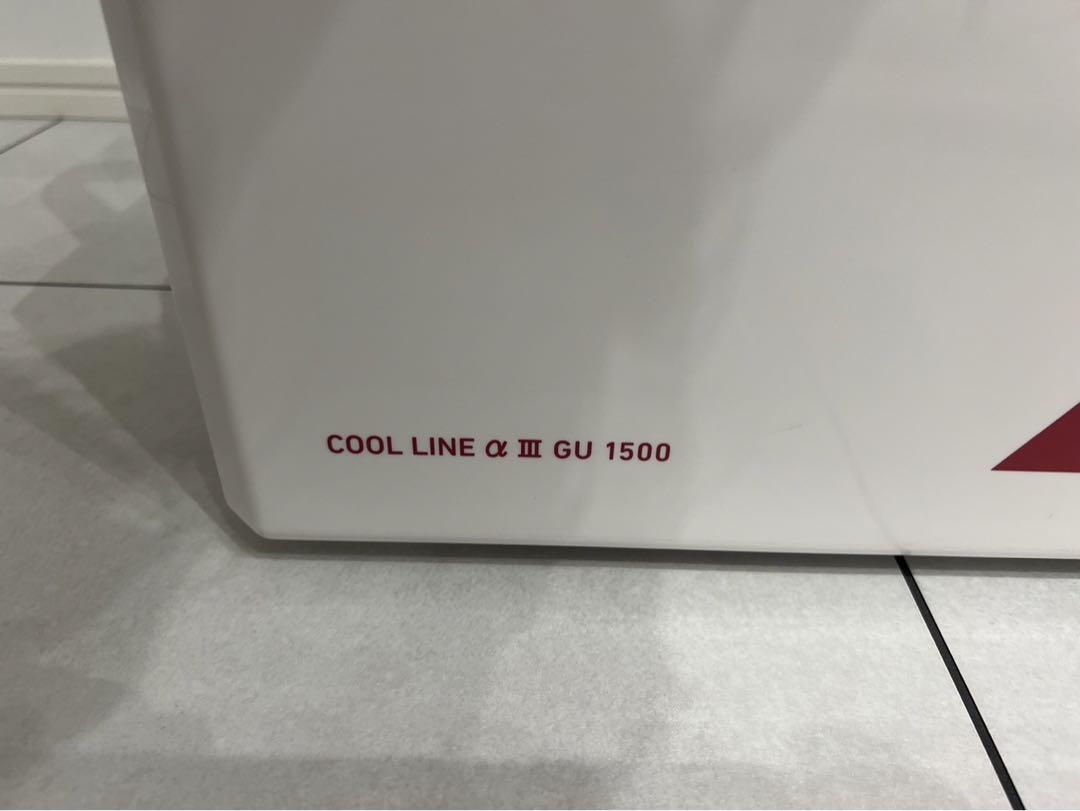 COOL LINE α III GU 1500